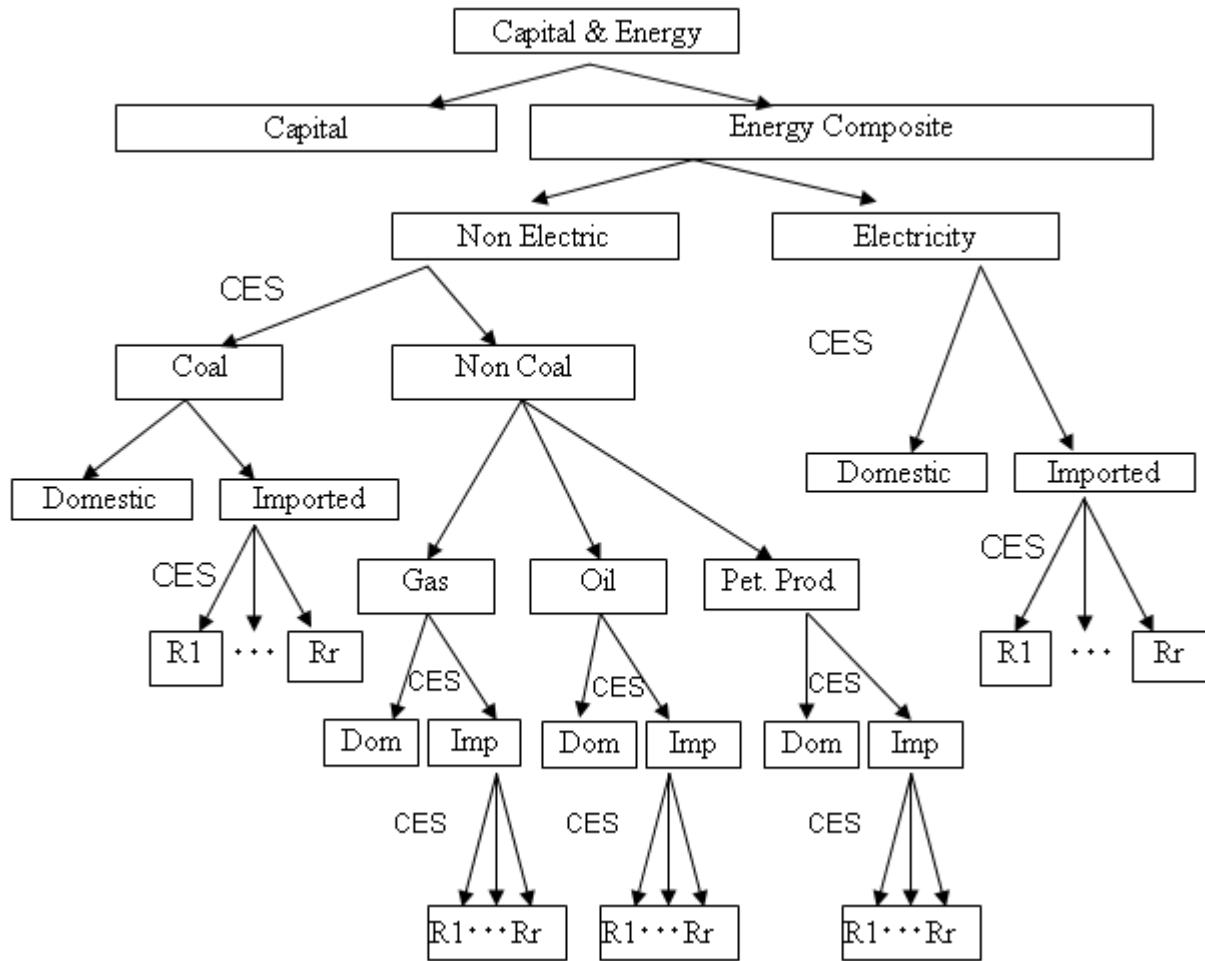 Capital & Energy
Capital
Energy Composite
Non Electric
Electricity
CES
CES
Coal
Non Coal
Domestic
Imported
Domestic
Imported
CES
CES
Gas
Oil
Pet. Prod.
R1 ··· Rr
R1 ··· Rr
CES
CES
CES
Dom
Imp
Dom
Imp
Dom
Imp
CES
CES
CES
R1···Rr
R1···Rr
R1···Rr